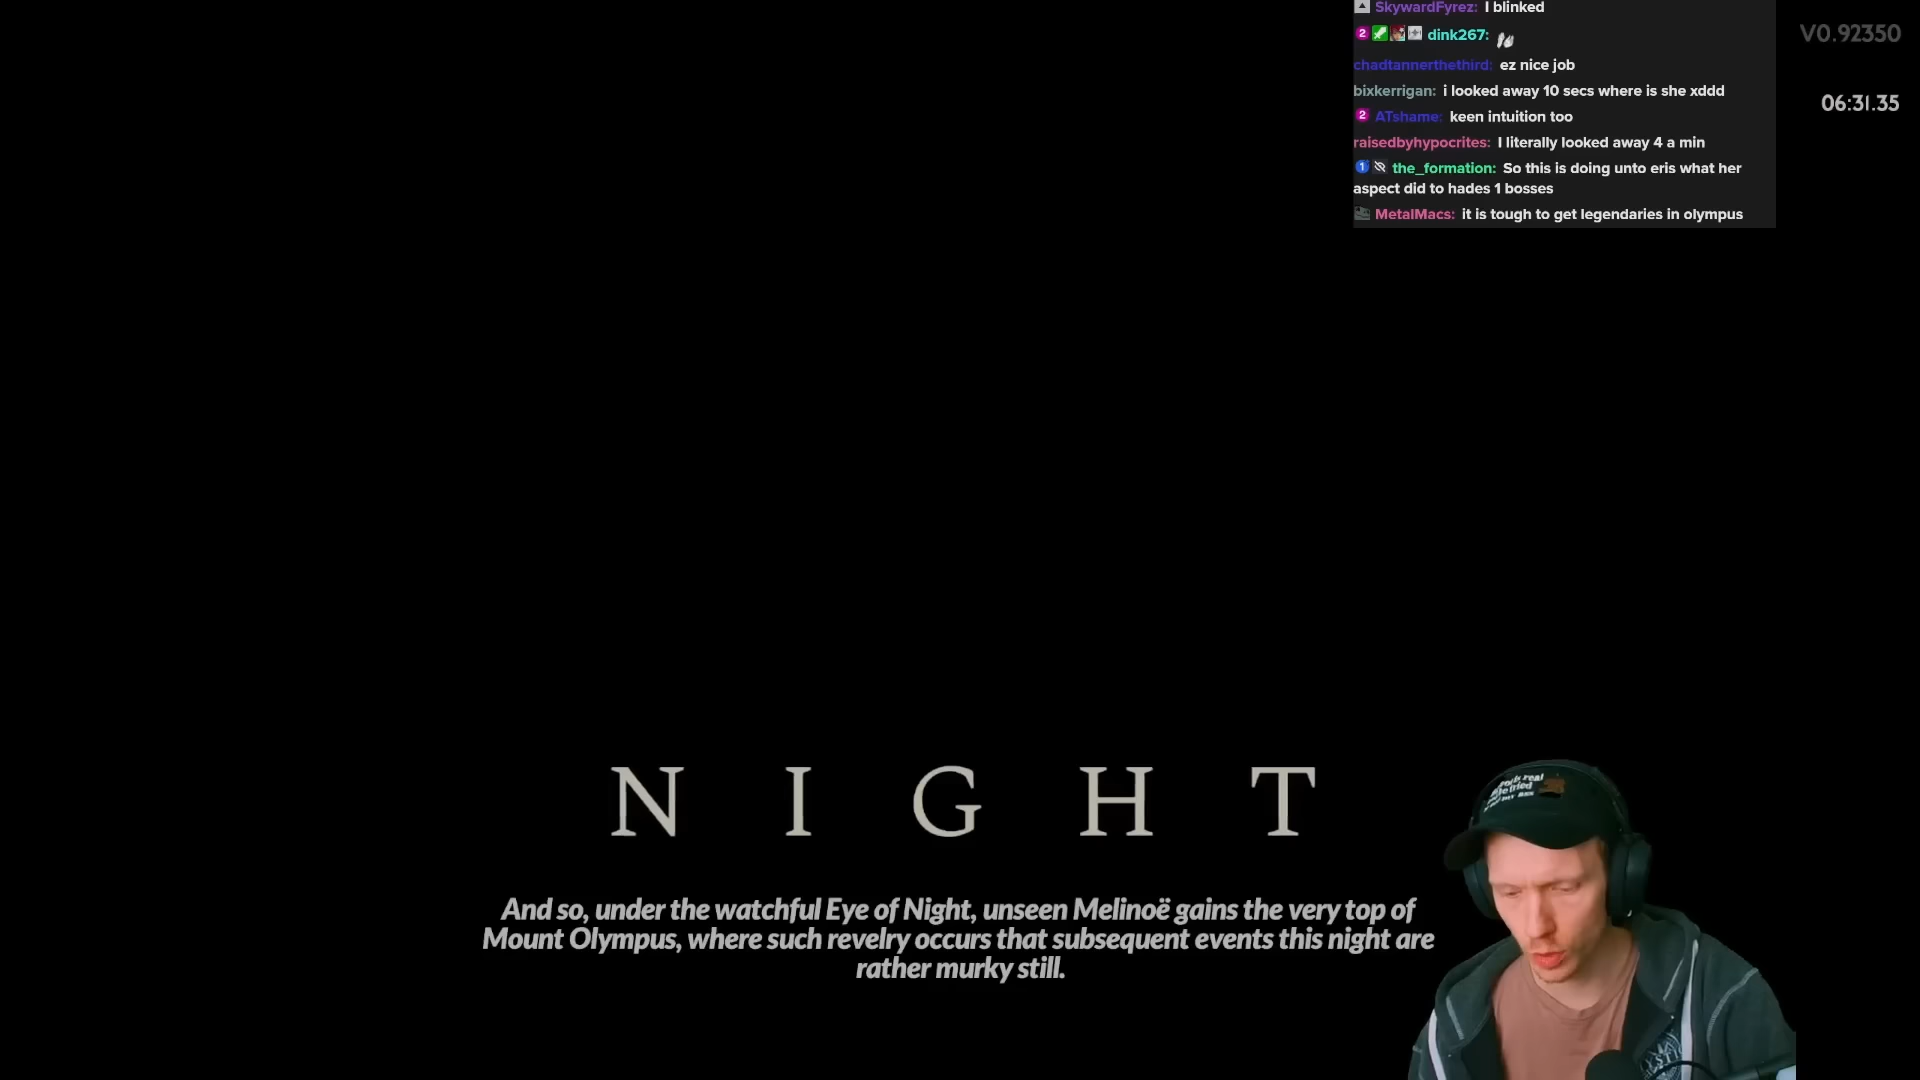 SkywardFyrez: I blinked
2 dink267:
chadtannerthethird: ez nice job
bixkerrigan: i looked away 10 secs where is she xddd
2 ATshame: keen intuition too
raisedbyhypocrites: I literally looked away 4 a min
1 the_formation: So this is doing unto eris what her
aspect did to hades 1 bosses
MetalMacs: it is tough to get legendaries in olympus
V0.92350
06:31.35
NIGHT
And so, under the watchful Eye of Night, unseen Melinoë gains the very top of
Mount Olympus, where such revelry occurs that subsequent events this night are
rather murky still.